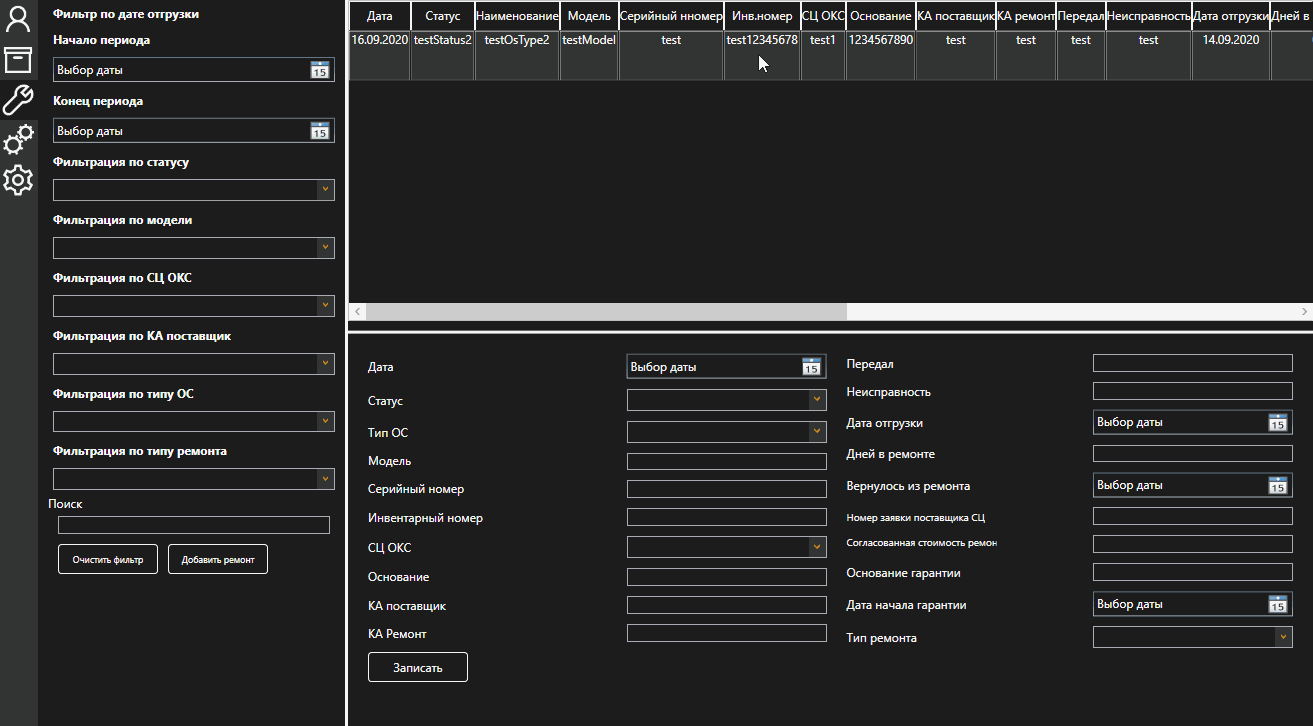 Фильтр по дате отгрузки
Начало периода
Выбор даты 15
Конец периода
Выбор даты 15
Фильтрация по статусу
Фильтрация по модели
Фильтрация по СЦ ОКС
Фильтрация по КА поставщик
Фильтрация по типу ОС
Фильтрация по типу ремонта
Поиск
Очистить фильтр Добавить ремонт
Дата Статус Наименование Модель Серийный нномер Инв.номер СЦ ОКС Основание КА поставщик КА ремонт Передал Неисправность Дата отгрузки Дней в
16.09.2020 testStatus2 testOsType2 testModel test test12345678 test1 1234567890 test test test test 14.09.2020
Дата Выбор даты 15
Статус
Тип ОС
Модель
Серийный номер
Инвентарный номер
СЦ ОКС
Основание
КА поставщик
КА Ремонт
Записать
Передал
Неисправность
Дата отгрузки Выбор даты 15
Дней в ремонте
Вернулось из ремонта Выбор даты 15
Номер заявки поставщика СЦ
Согласованная стоимость ремон
Основание гарантии
Дата начала гарантии Выбор даты 15
Тип ремонта